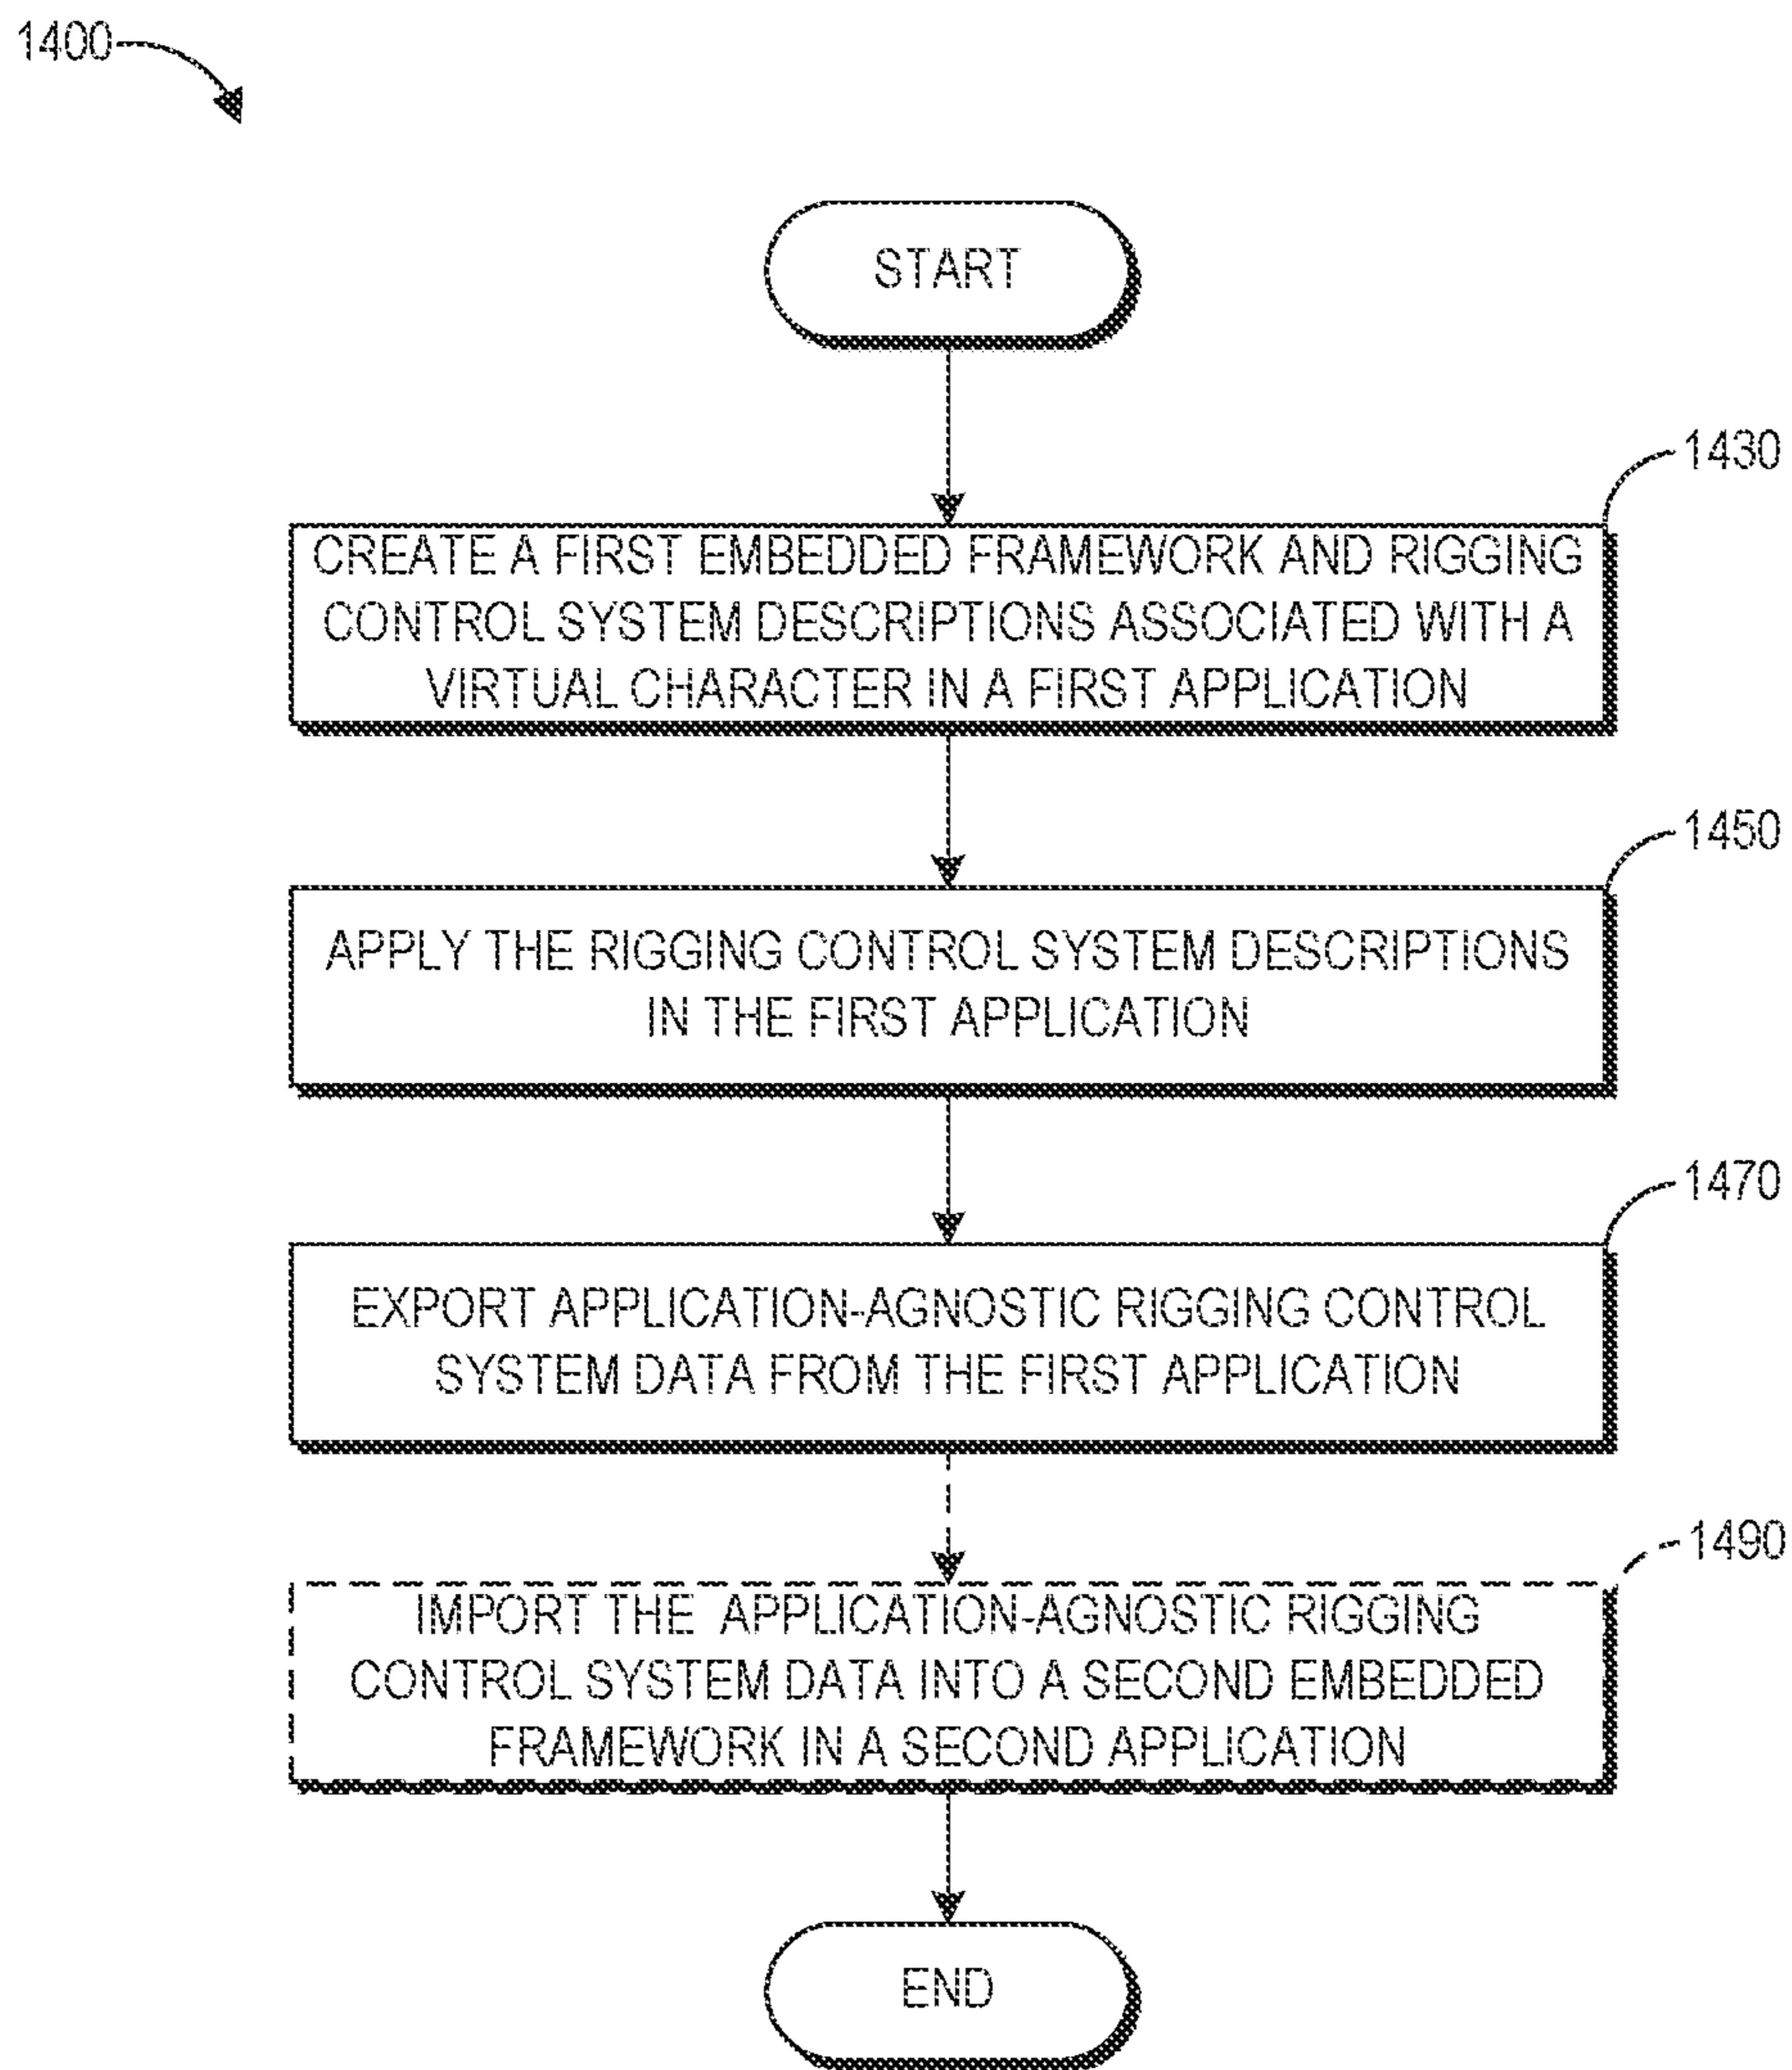 1400
START
1430
CREATE A FIRST EMBEDDED FRAMEWORK AND RIGGING
CONTROL SYSTEM DESCRIPTIONS ASSOCIATED WITH A
VIRTUAL CHARACTER IN A FIRST APPLICATION
1450
APPLY THE RIGGING CONTROL SYSTEM DESCRIPTIONS
IN THE FIRST APPLICATION
1470
EXPORT APPLICATION-AGNOSTIC RIGGING CONTROL
SYSTEM DATA FROM THE FIRST APPLICATION
1490
IMPORT THE APPLICATION-AGNOSTIC RIGGING
CONTROL SYSTEM DATA INTO A SECOND EMBEDDED
FRAMEWORK IN A SECOND APPLICATION
END